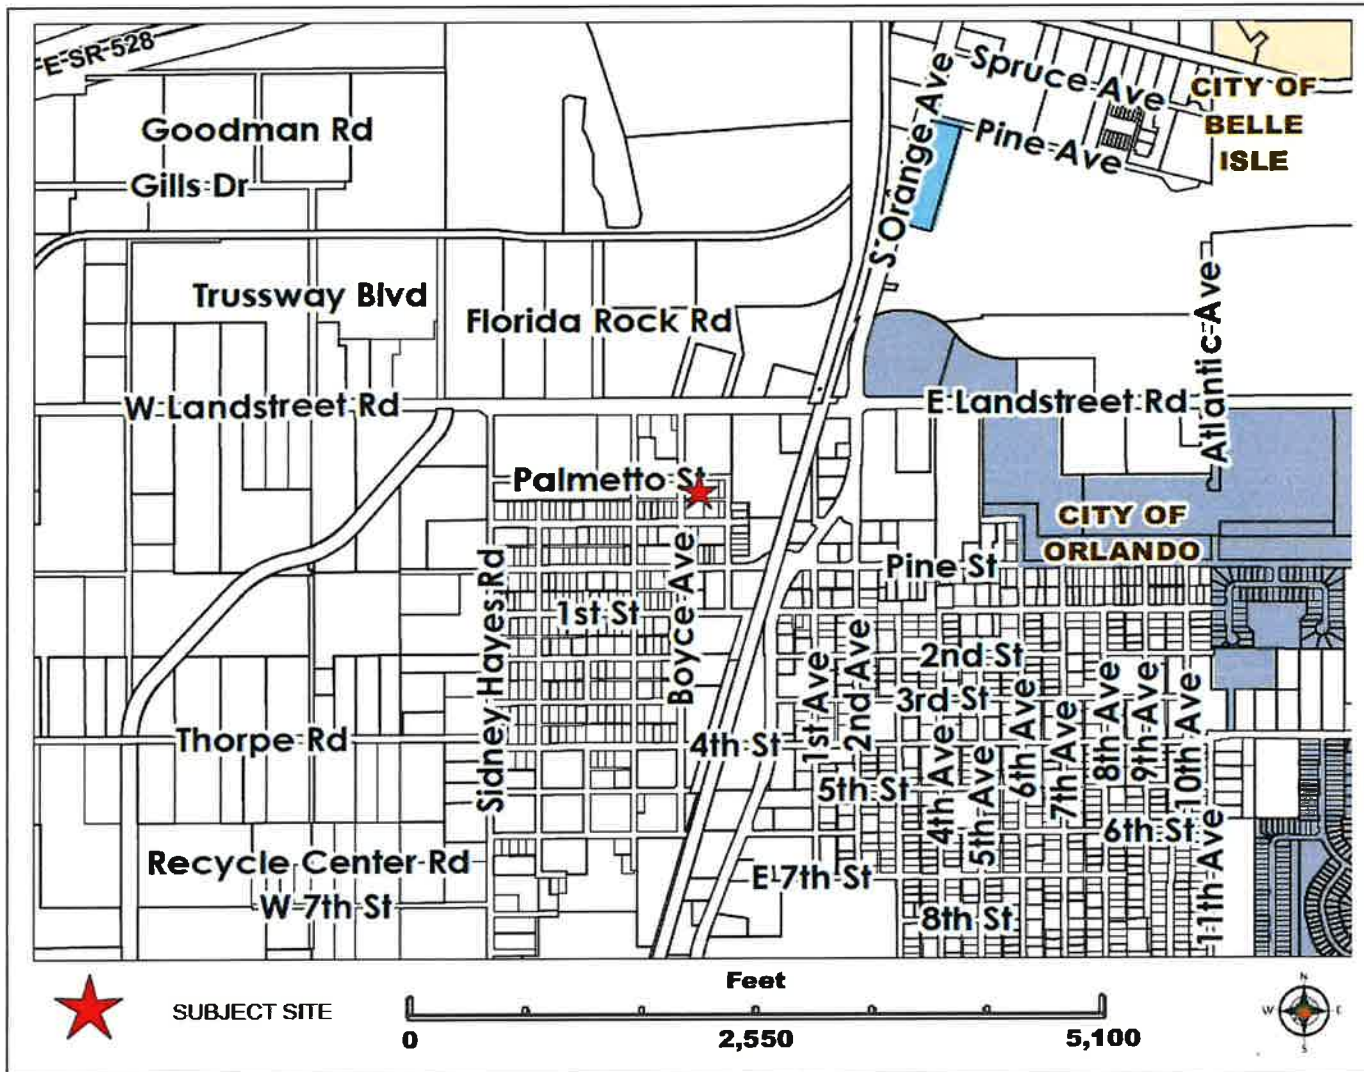 E SR 528
Spruce Ave
CITY OF
BELLE
ISLE
Goodman Rd
Pine Ave
Gills Dr
S Orange Ave
Trussway Blvd
Florida Rock Rd
Atlantic Ave
W Landstreet Rd
E Landstreet Rd
Palmetto St
CITY OF
ORLANDO
Pine St
Sidney Hayes Rd
1st St
Boyce Ave
2nd St
1st Ave
2nd Ave
3rd St
6th Ave
7th Ave
8th Ave
9th Ave
10th Ave
Thorpe Rd
4th St
5th St
4th Ave
5th Ave
6th St
11th Ave
Recycle Center Rd
E 7th St
W 7th St
8th St
SUBJECT SITE
Feet
0
2,550
5,100
N
W
E
S